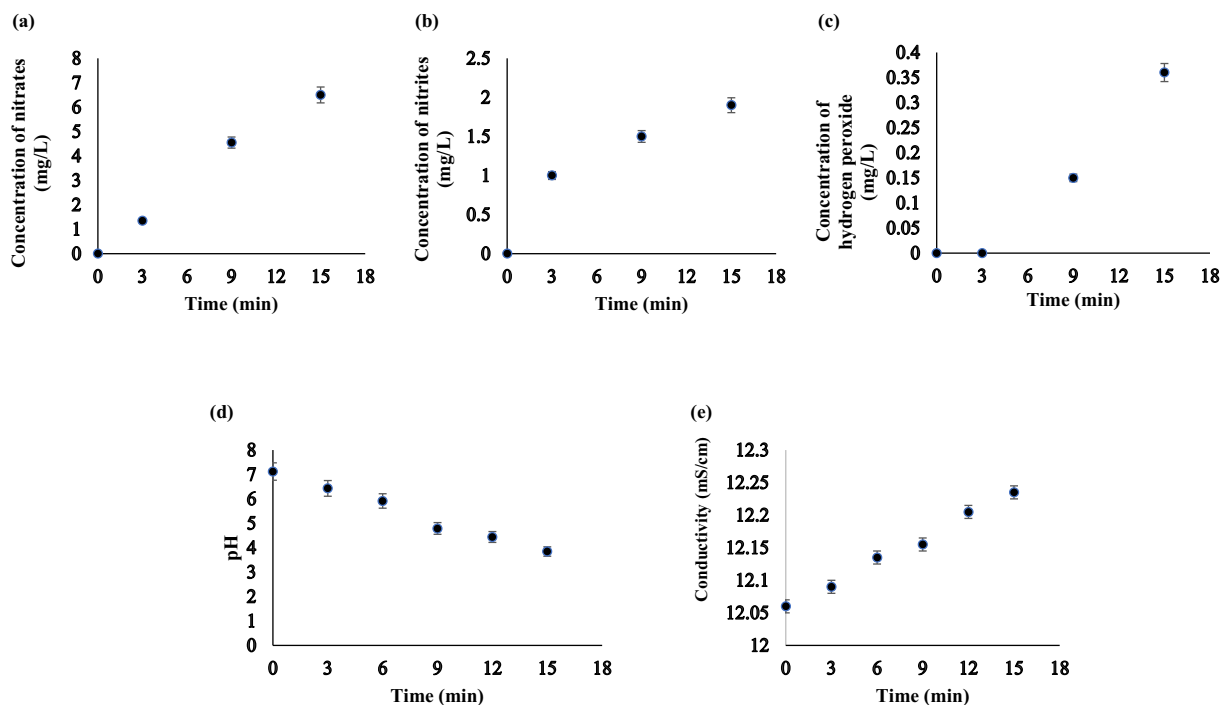 (a)
Concentration of nitrates
(mg/L)
8
7
6
5
4
3
2
1
0
0 3 6 9 12 15 18
Time (min)
(b)
Concentration of nitrites
(mg/L)
2.5
2
1.5
1
0.5
0
0 3 6 9 12 15 18
Time (min)
(c)
Concentration of
hydrogen peroxide
(mg/L)
0.4
0.35
0.3
0.25
0.2
0.15
0.1
0.05
0
0 3 6 9 12 15 18
Time (min)
(d)
pH
8
7
6
5
4
3
2
1
0
0 3 6 9 12 15 18
Time (min)
(e)
Conductivity (mS/cm)
12.3
12.25
12.2
12.15
12.1
12.05
12
0 3 6 9 12 15 18
Time (min)